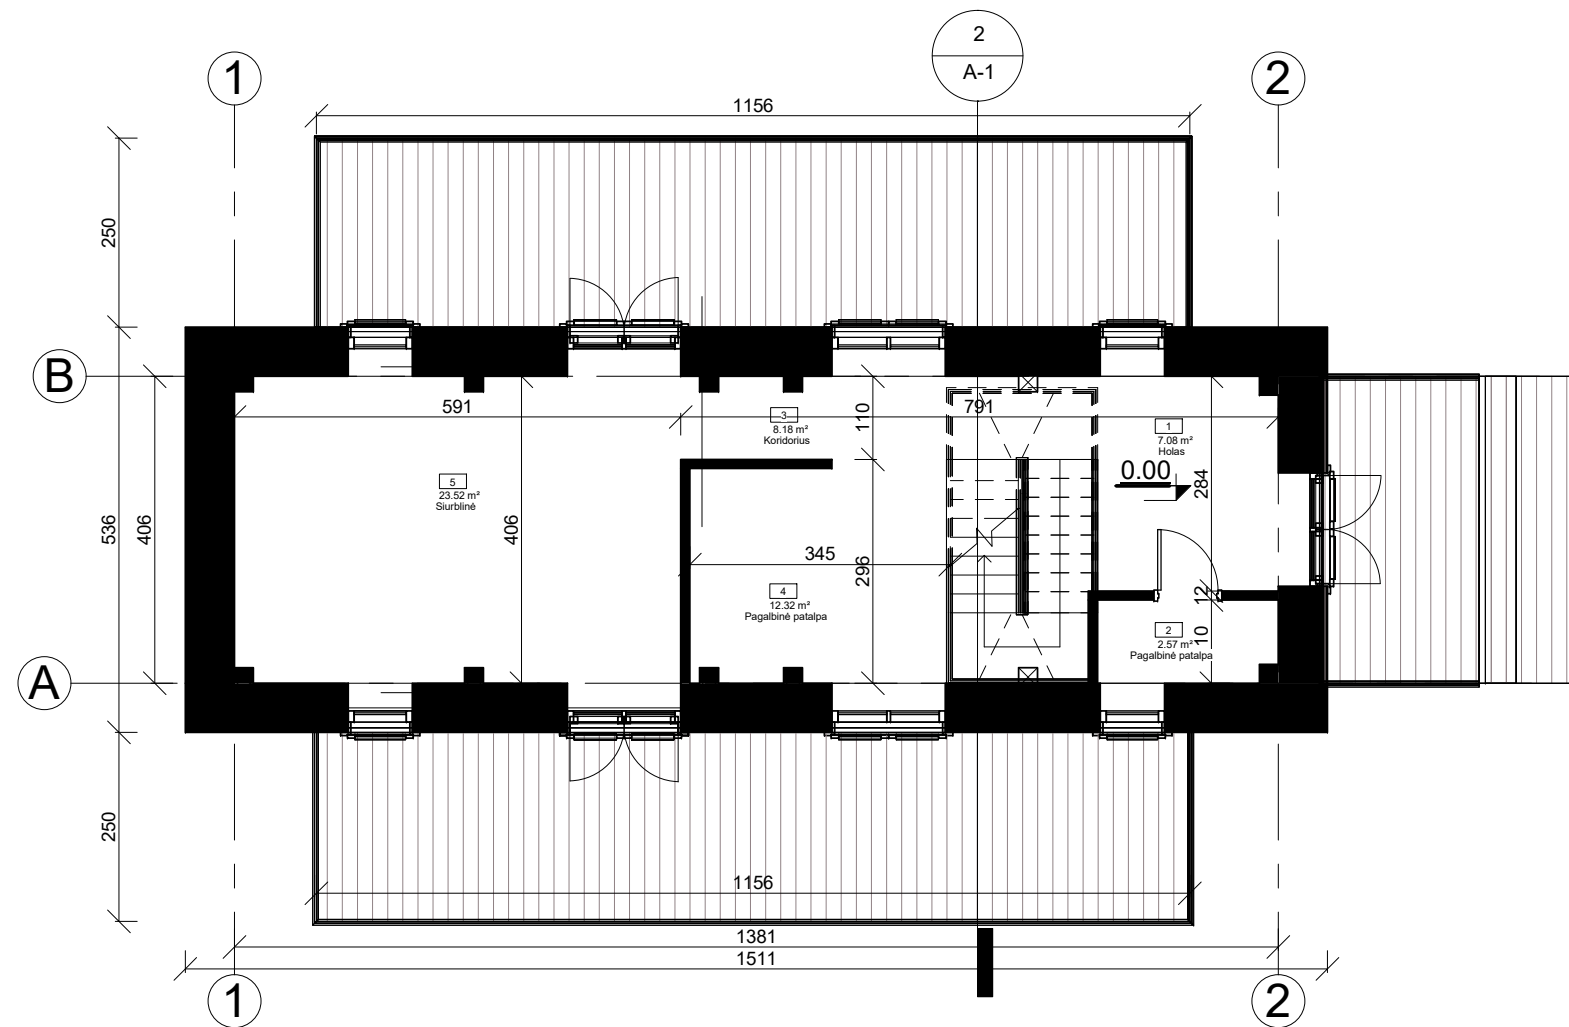 2
A-1
1
2
1156
250
B
591
791
110
3
8.18 m²
Koridorius
1
7.08 m²
Holas
0.00
284
5
23.52 m²
Siurblinė
536
406
406
345
296
4
12.32 m²
Pagalbinė patalpa
12
2
2.57 m²
Pagalbinė patalpa
10
A
250
1156
1381
1511
1
2